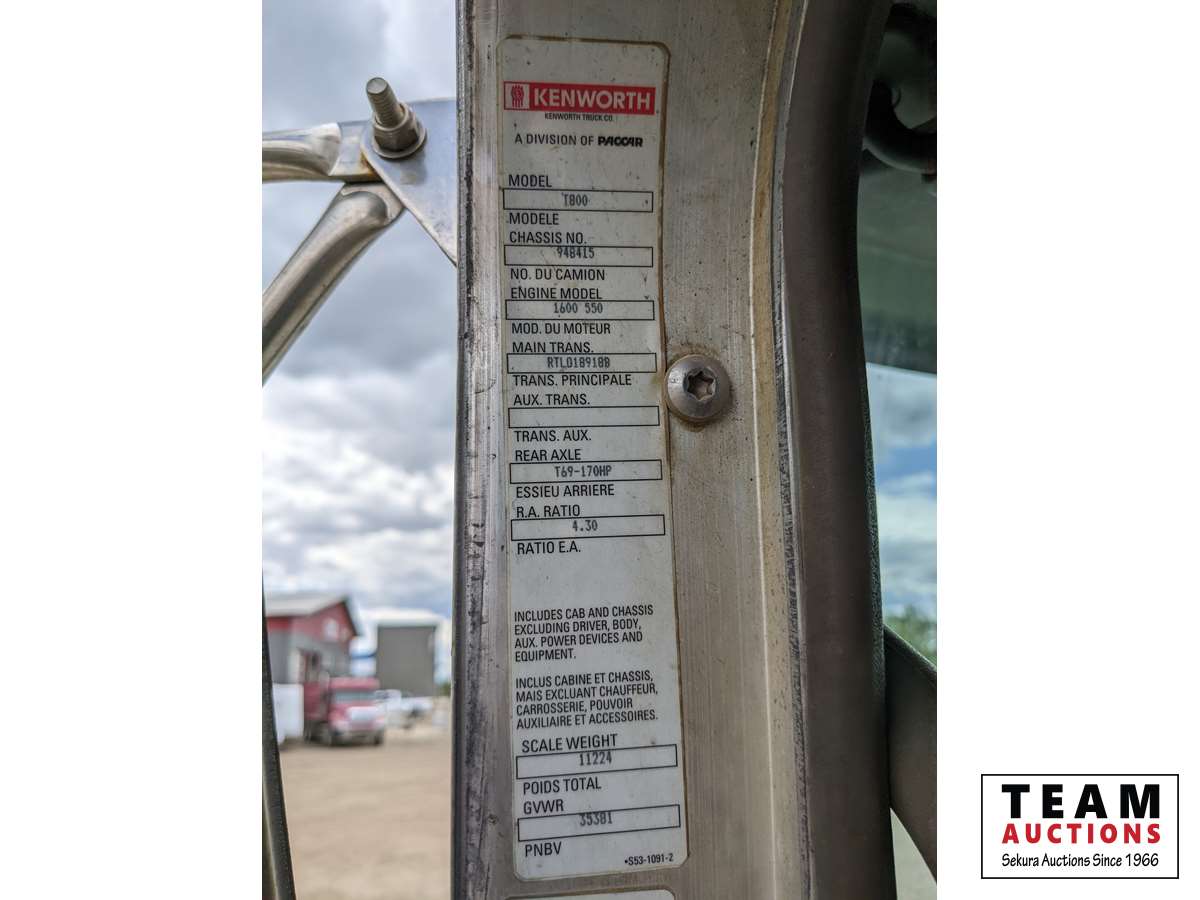 KENWORTH
KENWORTH TRUCK CO.
A DIVISION OF PACCAR
MODEL
T800
MODELE
CHASSIS NO.
948415
NO. DU CAMION
ENGINE MODEL
1600 550
MOD. DU MOTEUR
MAIN TRANS.
RTLO18918B
TRANS. PRINCIPALE
AUX. TRANS.
TRANS. AUX.
REAR AXLE
T69-170HP
ESSIEU ARRIERE
R.A. RATIO
4.30
RATIO E.A.
INCLUDES CAB AND CHASSIS
EXCLUDING DRIVER, BODY,
AUX. POWER DEVICES AND
EQUIPMENT.
INCLUS CABINE ET CHASSIS,
MAIS EXCLUANT CHAUFFEUR,
CARROSSERIE, POUVOIR
AUXILIAIRE ET ACCESSOIRES.
SCALE WEIGHT
11224
POIDS TOTAL
GVWR
35381
PNBV
•S53-1091-2
TEAM
AUCTIONS
Sekura Auctions Since 1966